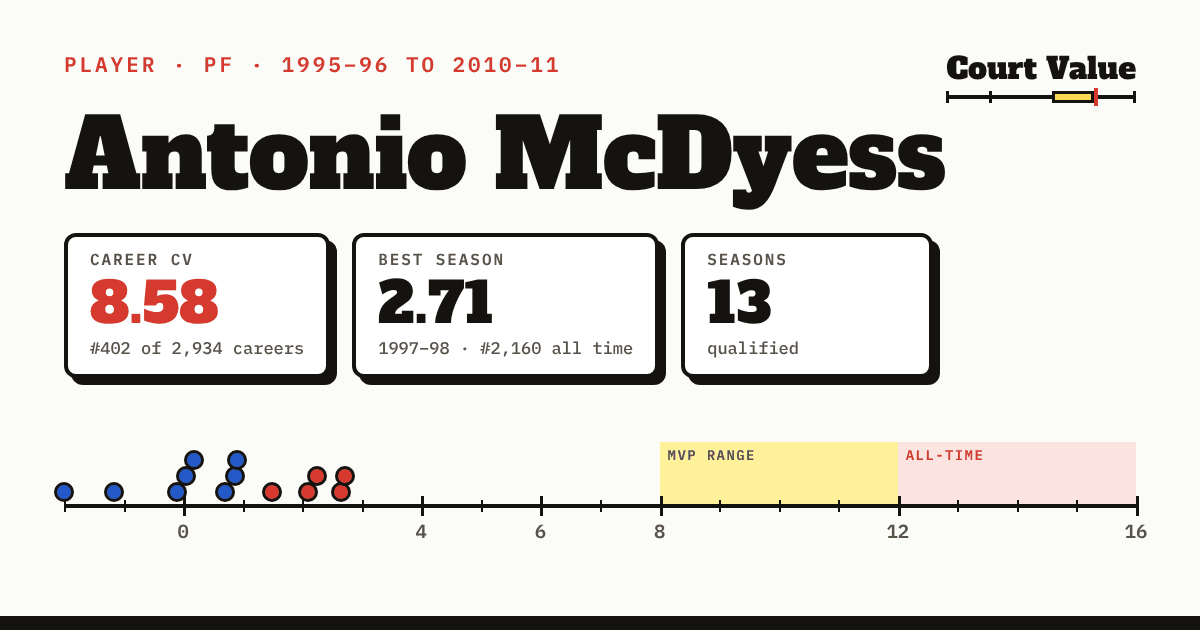 PLAYER · PF · 1995–96 TO 2010–11
Court Value
Antonio McDyess
CAREER CV
8.58
#402 of 2,934 careers
BEST SEASON
2.71
1997–98 · #2,160 all time
SEASONS
13
qualified
MVP RANGE
ALL-TIME
0 4 6 8 12 16